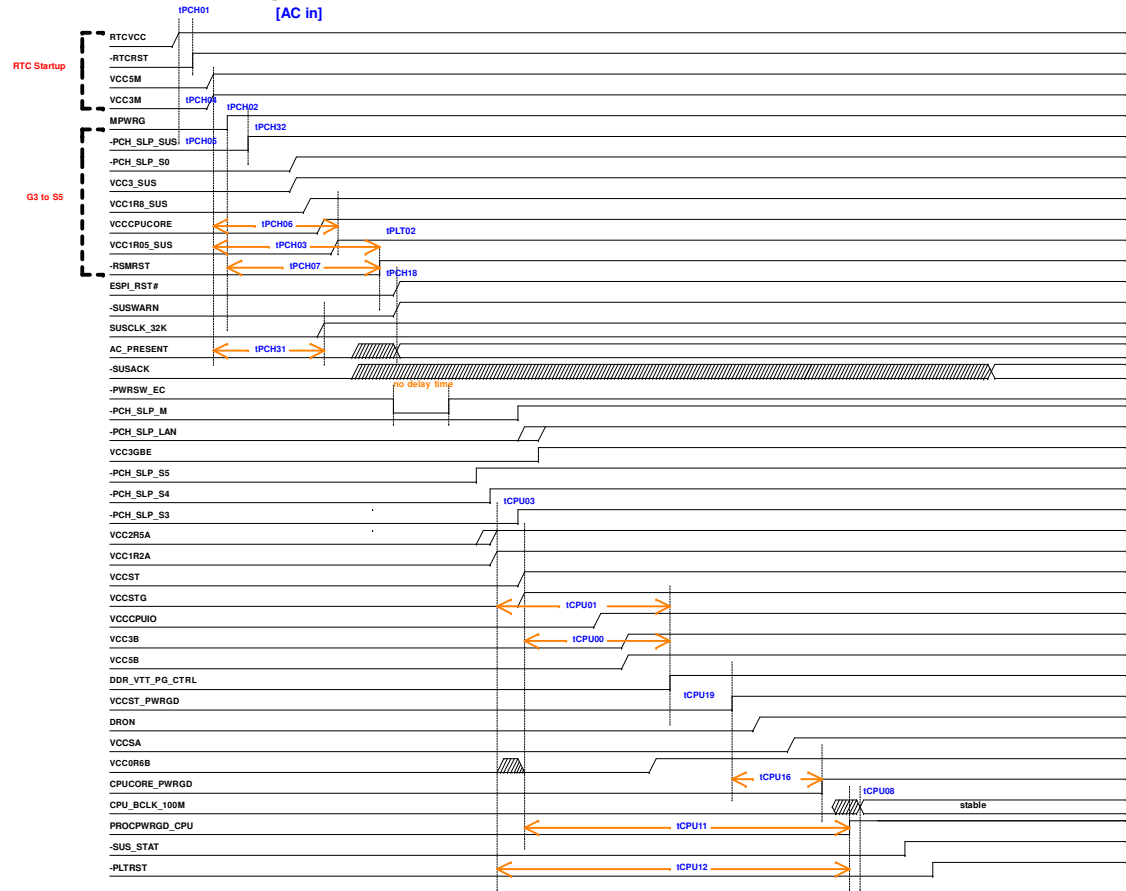 [AC in]
tPCH01
RTCVCC
-RTCRST
RTC Startup
VCC5M
VCC3M
tPCH04
tPCH02
MPWRG
tPCH32
-PCH_SLP_SUS
tPCH05
-PCH_SLP_S0
VCC3_SUS
G3 to S5
VCC1R8_SUS
VCCCPUCORE
tPCH06
tPLT02
VCC1R05_SUS
tPCH03
-RSMRST
tPCH07
tPCH18
ESPI_RST#
-SUSWARN
SUSCLK_32K
AC_PRESENT
tPCH31
-SUSACK
no delay time
-PWRSW_EC
-PCH_SLP_M
-PCH_SLP_LAN
VCC3GBE
-PCH_SLP_S5
-PCH_SLP_S4
tCPU03
-PCH_SLP_S3
VCC2R5A
VCC1R2A
VCCST
VCCSTG
tCPU01
VCCCPUIO
VCC3B
tCPU00
VCC5B
DDR_VTT_PG_CTRL
tCPU19
VCCST_PWRGD
DRON
VCCSA
VCC0R6B
tCPU16
CPUCORE_PWRGD
tCPU08
CPU_BCLK_100M
stable
PROCPWRGD_CPU
tCPU11
-SUS_STAT
-PLTRST
tCPU12